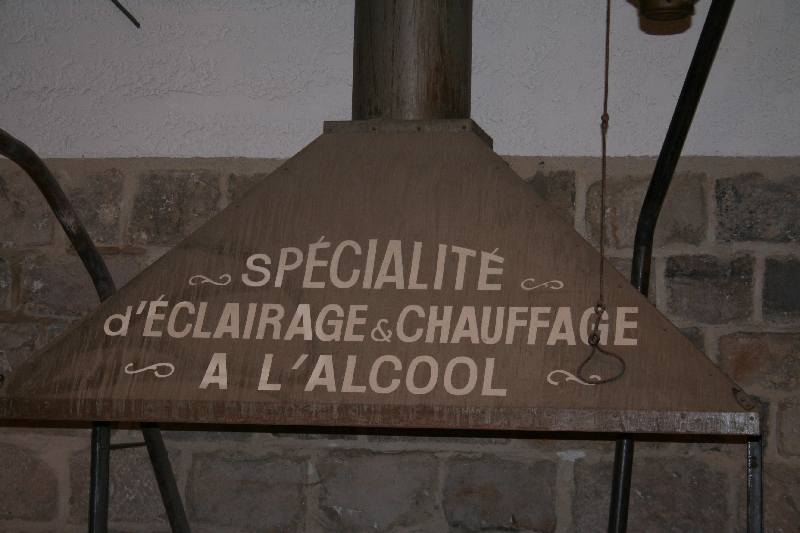 SPÉCIALITÉ
d'ÉCLAIRAGE & CHAUFFAGE
A L'ALCOOL